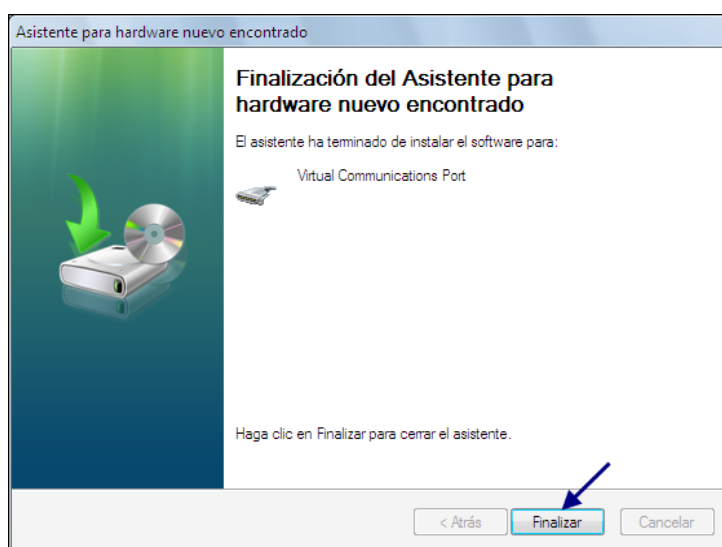 Asistente para hardware nuevo encontrado
Finalización del Asistente para
hardware nuevo encontrado
El asistente ha terminado de instalar el software para:
Virtual Communications Port
Haga clic en Finalizar para cerrar el asistente.
< Atrás Finalizar Cancelar